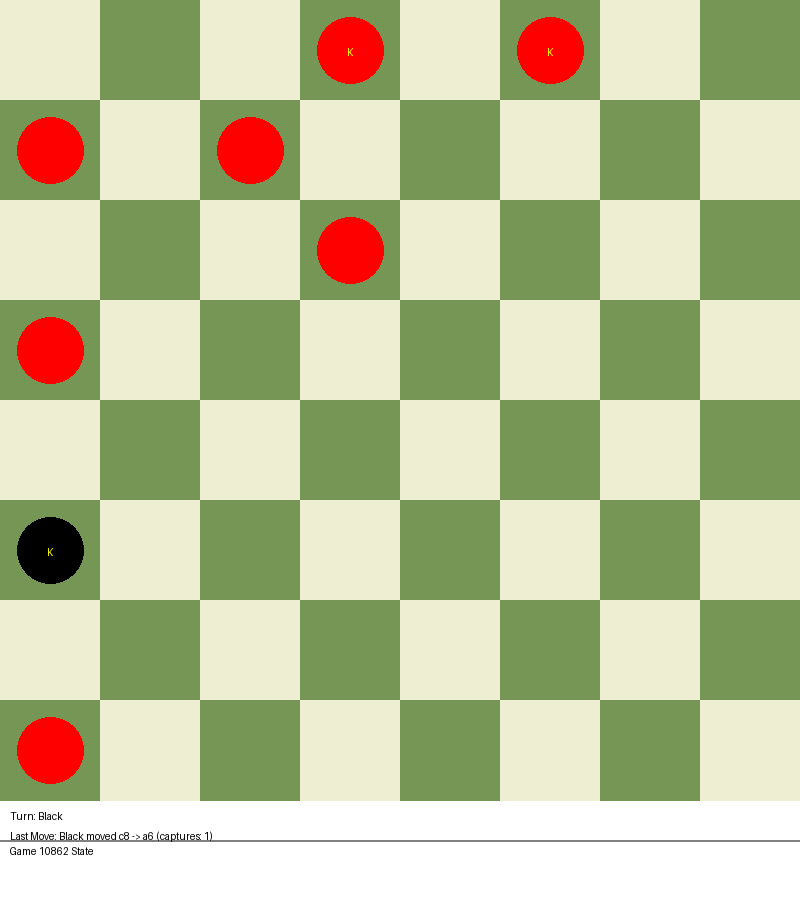 K K
K
Turn: Black
Last Move: Black moved c8 -> a6 (captures: 1)
Game 10862 State